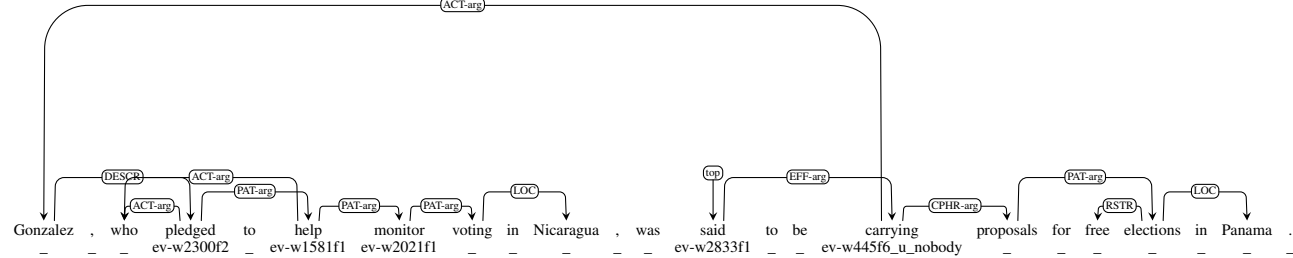 ACT-arg
top
DESCR ACT-arg PAT-arg LOC EFF-arg PAT-arg LOC
ACT-arg PAT-arg PAT-arg CPHR-arg RSTR
Gonzalez , who pledged to help monitor voting in Nicaragua , was said to be carrying proposals for free elections in Panama .
_ _ _ ev-w2300f2 _ ev-w1581f1 ev-w2021f1 _ _ _ _ _ ev-w2833f1 _ _ ev-w445f6_u_nobody _ _ _ _ _ _ _